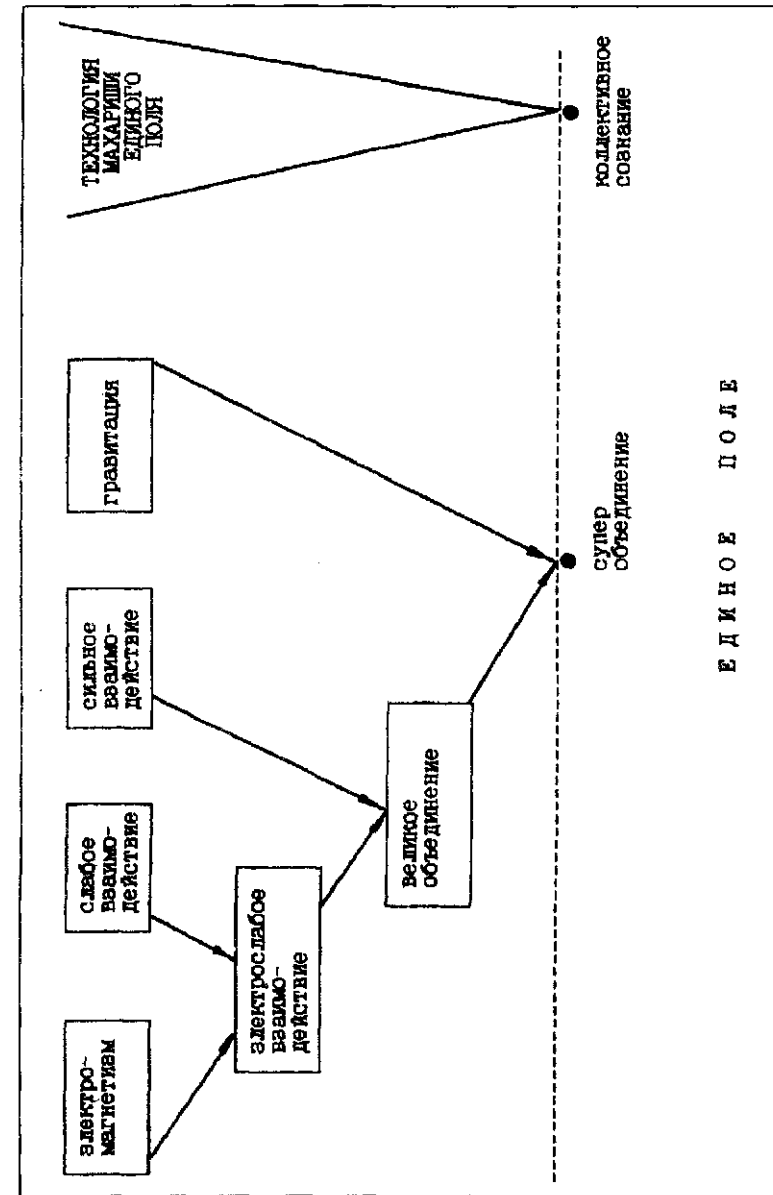 электро-
магнетизм
слабое
взаимо-
действие
сильное
взаимо-
действие
гравитация
ТЕХНОЛОГИЯ
МАХАРИШИ
ЕДИНОГО
ПОЛЯ
электрослабое
взаимо-
действие
великое
объединение
супер
объединение
коллективное
сознание
ЕДИНОЕ ПОЛЕ